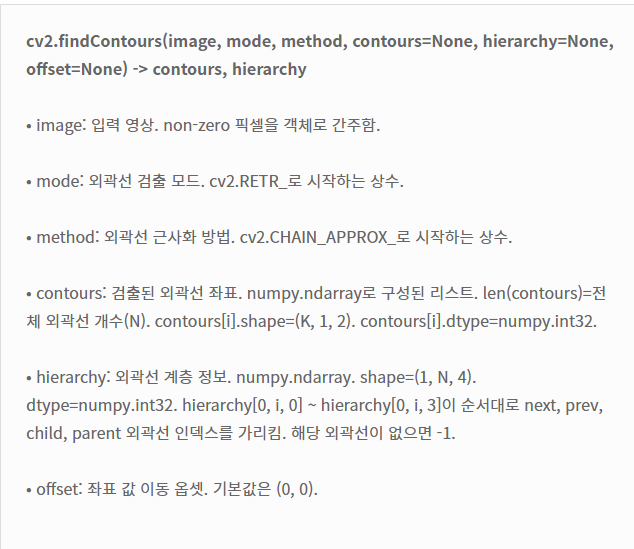 cv2.findContours(image, mode, method, contours=None, hierarchy=None,
offset=None) -> contours, hierarchy
• image: 입력 영상. non-zero 픽셀을 객체로 간주함.
• mode: 외곽선 검출 모드. cv2.RETR_로 시작하는 상수.
• method: 외곽선 근사화 방법. cv2.CHAIN_APPROX_로 시작하는 상수.
• contours: 검출된 외곽선 좌표. numpy.ndarray로 구성된 리스트. len(contours)=전
체 외곽선 개수(N). contours[i].shape=(K, 1, 2). contours[i].dtype=numpy.int32.
• hierarchy: 외곽선 계층 정보. numpy.ndarray. shape=(1, N, 4).
dtype=numpy.int32. hierarchy[0, i, 0] ~ hierarchy[0, i, 3]이 순서대로 next, prev,
child, parent 외곽선 인덱스를 가리킴. 해당 외곽선이 없으면 -1.
• offset: 좌표 값 이동 옵셋. 기본값은 (0, 0).